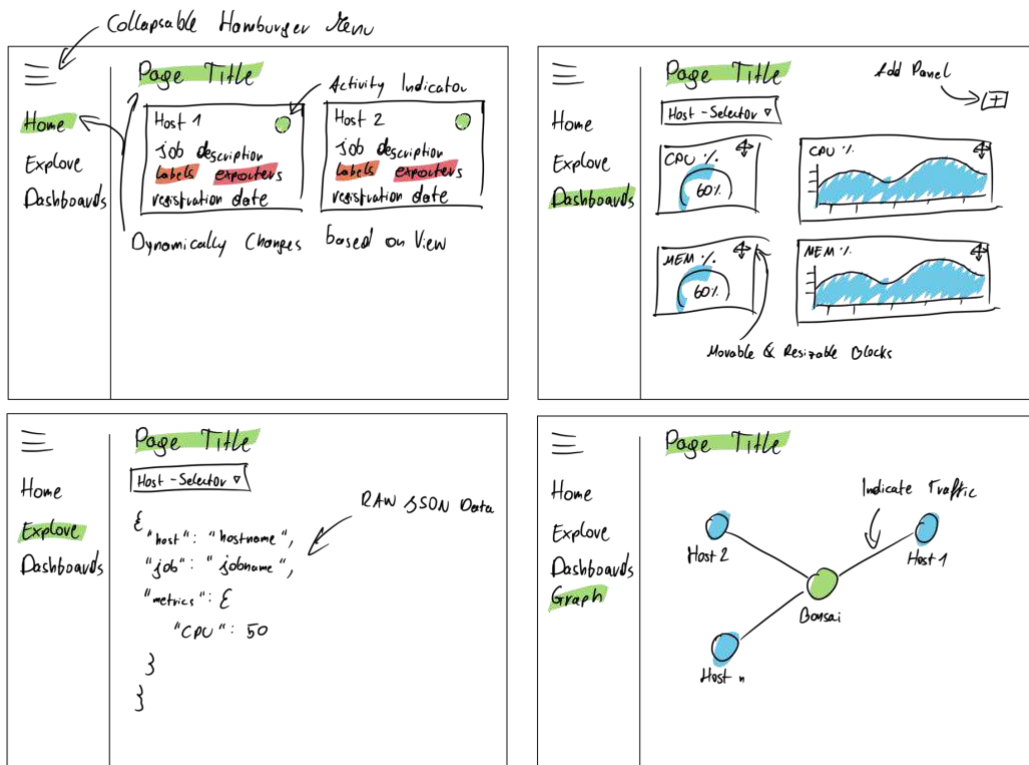 Collapsable Hamburger Menu
Page Title
Activity Indicator
Home
Explore
Dashboards
Host 1
job description
labels exporters
registration date
Host 2
job description
labels exporters
registration date
Dynamically Changes based on View
Page Title
Add Panel
Host-Selector
Home
Explore
Dashboards
CPU %
60%
CPU %
MEM %
60%
MEM %
Movable & Resizable Blocks
Page Title
Host-Selector
Home
Explore
Dashboards
RAW JSON Data
{
"host": "hostname",
"job": "jobname",
"metrics": {
"CPU": 50
}
}
Page Title
Home
Explore
Dashboards
Graph
Indicate Traffic
Host 2
Host 1
Bonsai
Host n